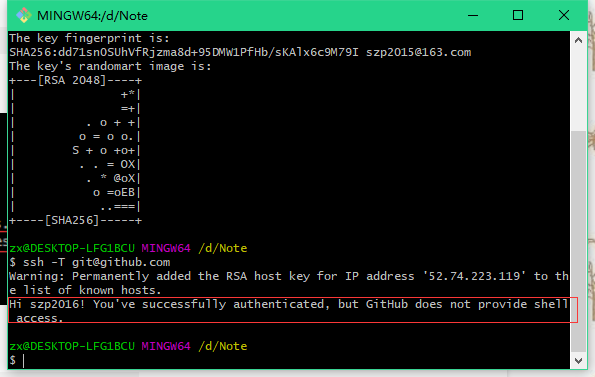 MINGW64:/d/Note
The key fingerprint is:
SHA256:dd71snOSUhVfRjzma8d+95DMW1PfHb/sKAlx6c9M79I szp2015@163.com
The key's randomart image is:
+---[RSA 2048]----+
|               +*|
|               =+|
|          . o + +|
|         o = o o.|
|        S + o +o+|
|         . . = OX|
|          . * @oX|
|           o =oEB|
|            ..===|
+----[SHA256]-----+
zx@DESKTOP-LFG1BCU MINGW64 /d/Note
$ ssh -T git@github.com
Warning: Permanently added the RSA host key for IP address '52.74.223.119' to th
e list of known hosts.
Hi szp2016! You've successfully authenticated, but GitHub does not provide shell
 access.
zx@DESKTOP-LFG1BCU MINGW64 /d/Note
$